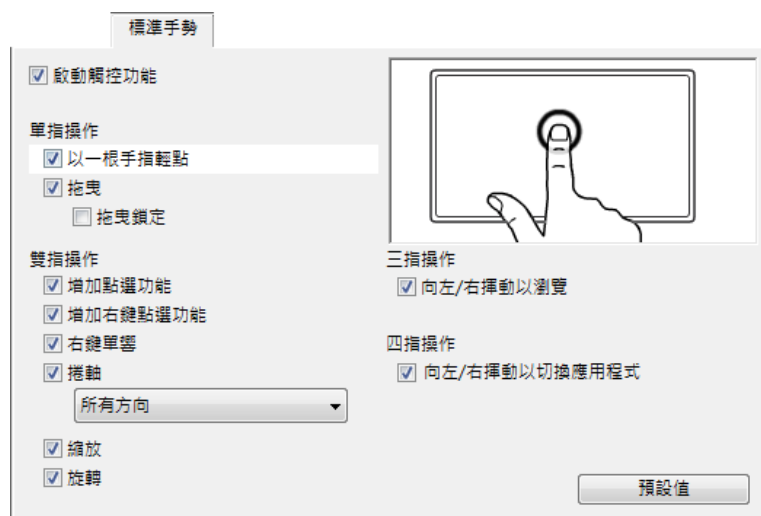 標準手勢
啟動觸控功能
單指操作
以一根手指輕點
拖曳
拖曳鎖定
雙指操作
增加點選功能
增加右鍵點選功能
右鍵單響
捲軸
所有方向
縮放
旋轉
三指操作
向左/右揮動以瀏覽
四指操作
向左/右揮動以切換應用程式
預設值